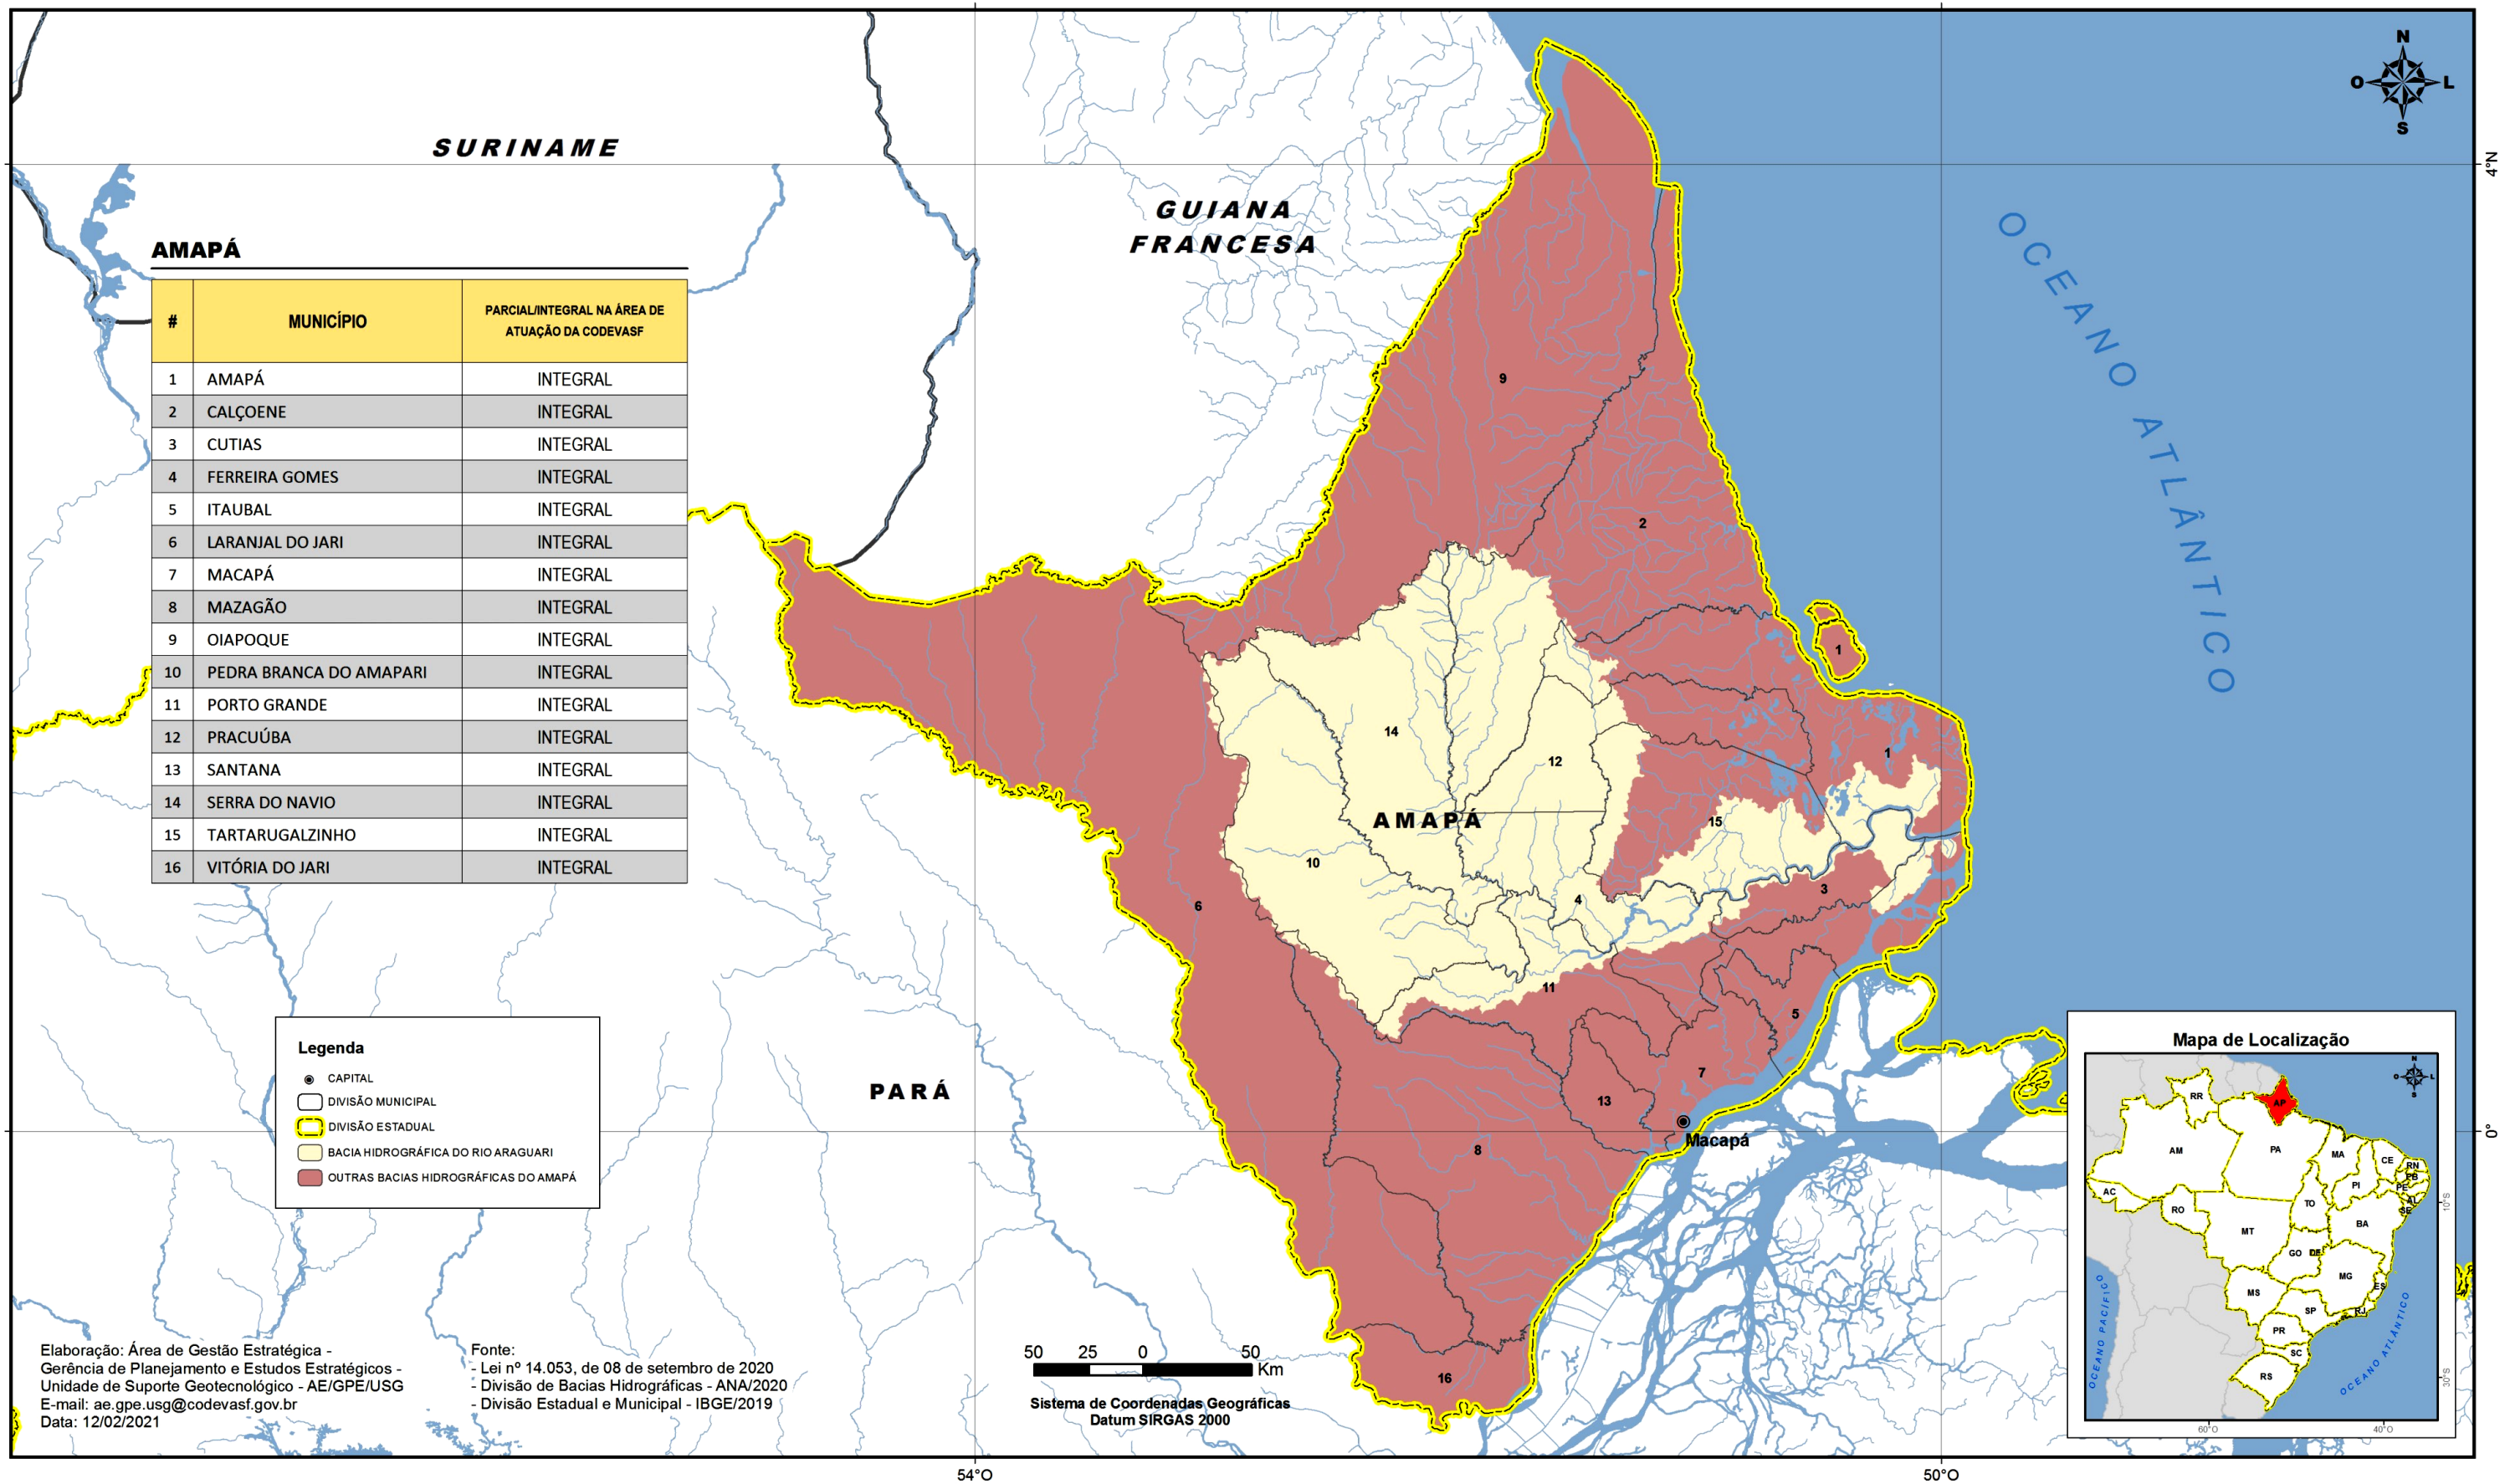 N
O
L
S
4°N
SURINAME
GUIANA
FRANCESA
OCEANO ATLÂNTICO
AMAPÁ
#
MUNICÍPIO
PARCIAL/INTEGRAL NA ÁREA DE
ATUAÇÃO DA CODEVASF
1 AMAPÁ INTEGRAL
2 CALÇOENE INTEGRAL
3 CUTIAS INTEGRAL
4 FERREIRA GOMES INTEGRAL
5 ITAUBAL INTEGRAL
6 LARANJAL DO JARI INTEGRAL
7 MACAPÁ INTEGRAL
8 MAZAGÃO INTEGRAL
9 OIAPOQUE INTEGRAL
10 PEDRA BRANCA DO AMAPARI INTEGRAL
11 PORTO GRANDE INTEGRAL
12 PRACUÚBA INTEGRAL
13 SANTANA INTEGRAL
14 SERRA DO NAVIO INTEGRAL
15 TARTARUGALZINHO INTEGRAL
16 VITÓRIA DO JARI INTEGRAL
9
2
1
14
12
1
AMAPÁ
15
10
3
4
6
11
5
7
13
Macapá
8
16
PARÁ
0°
Legenda
CAPITAL
DIVISÃO MUNICIPAL
DIVISÃO ESTADUAL
BACIA HIDROGRÁFICA DO RIO ARAGUARI
OUTRAS BACIAS HIDROGRÁFICAS DO AMAPÁ
Elaboração: Área de Gestão Estratégica -
Gerência de Planejamento e Estudos Estratégicos -
Unidade de Suporte Geotecnológico - AE/GPE/USG
E-mail: ae.gpe.usg@codevasf.gov.br
Data: 12/02/2021
Fonte:
- Lei nº 14.053, de 08 de setembro de 2020
- Divisão de Bacias Hidrográficas - ANA/2020
- Divisão Estadual e Municipal - IBGE/2019
50 25 0 50
Km
Sistema de Coordenadas Geográficas
Datum SIRGAS 2000
54°O
50°O
Mapa de Localização
N
O
L
S
RR
AP
AM
PA
MA
CE
RN
PB
PE
AL
SE
PI
AC
RO
TO
BA
MT
GO
DF
MG
ES
MS
SP
RJ
PR
SC
RS
OCEANO PACÍFICO
OCEANO ATLÂNTICO
10°S
30°S
60°O
40°O